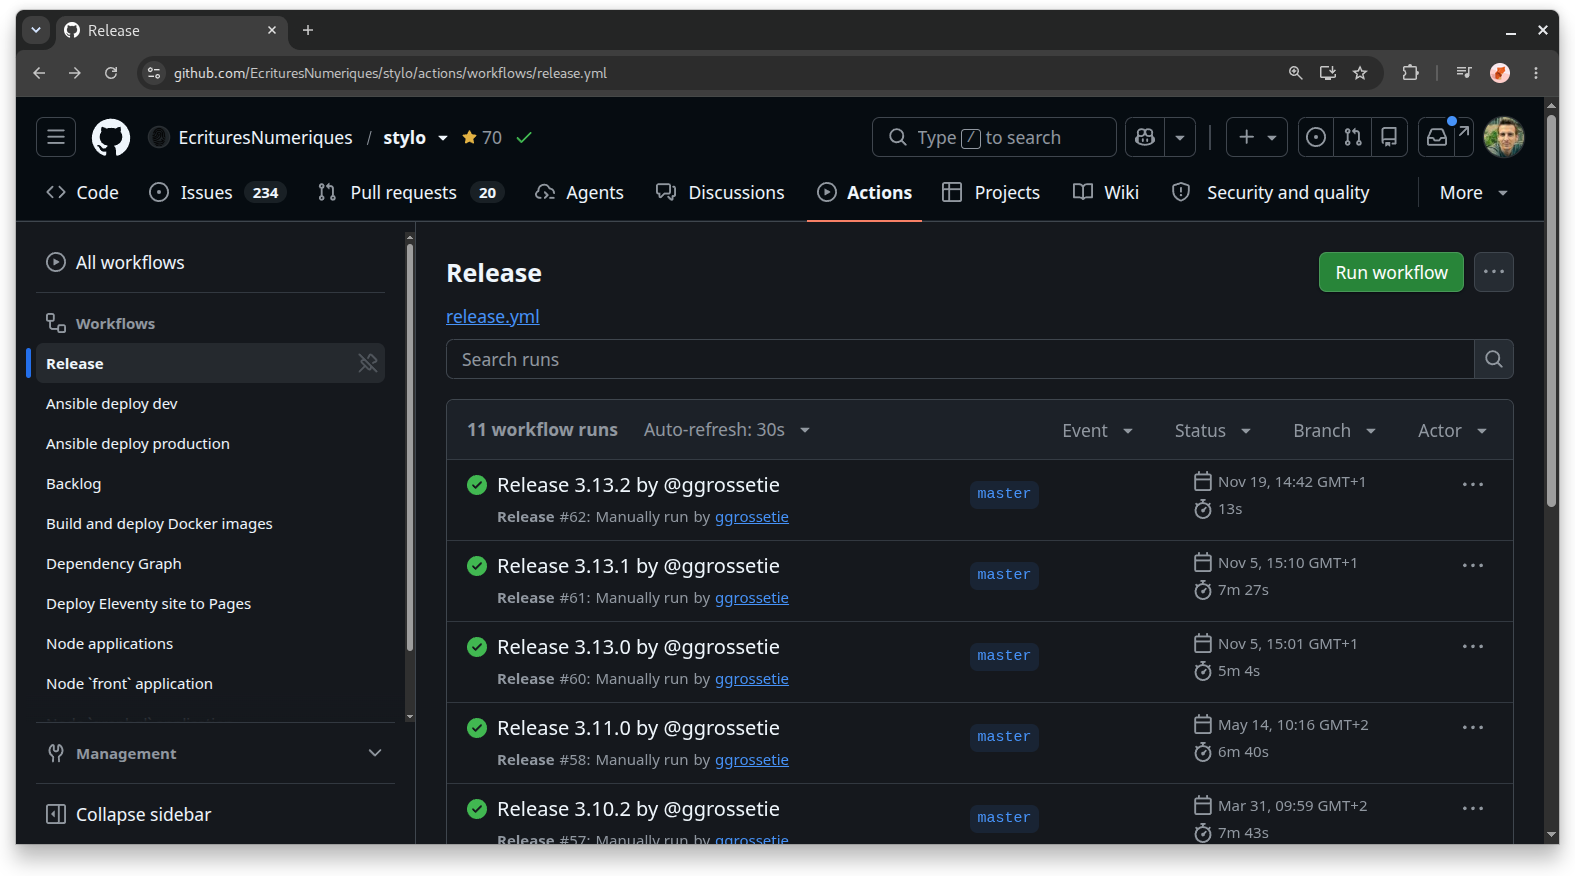 Release
github.com/EcrituresNumeriques/stylo/actions/workflows/release.yml
EcrituresNumeriques / stylo 70
Type / to search
Code
Issues 234
Pull requests 20
Agents
Discussions
Actions
Projects
Wiki
Security and quality
More
All workflows
Workflows
Release
Ansible deploy dev
Ansible deploy production
Backlog
Build and deploy Docker images
Dependency Graph
Deploy Eleventy site to Pages
Node applications
Node `front` application
Management
Collapse sidebar
Release
Run workflow
release.yml
Search runs
11 workflow runs
Auto-refresh: 30s
Event
Status
Branch
Actor
Release 3.13.2 by @ggrossetie
Release #62: Manually run by ggrossetie
master
Nov 19, 14:42 GMT+1
13s
Release 3.13.1 by @ggrossetie
Release #61: Manually run by ggrossetie
master
Nov 5, 15:10 GMT+1
7m 27s
Release 3.13.0 by @ggrossetie
Release #60: Manually run by ggrossetie
master
Nov 5, 15:01 GMT+1
5m 4s
Release 3.11.0 by @ggrossetie
Release #58: Manually run by ggrossetie
master
May 14, 10:16 GMT+2
6m 40s
Release 3.10.2 by @ggrossetie
Release #57: Manually run by ggrossetie
master
Mar 31, 09:59 GMT+2
7m 43s